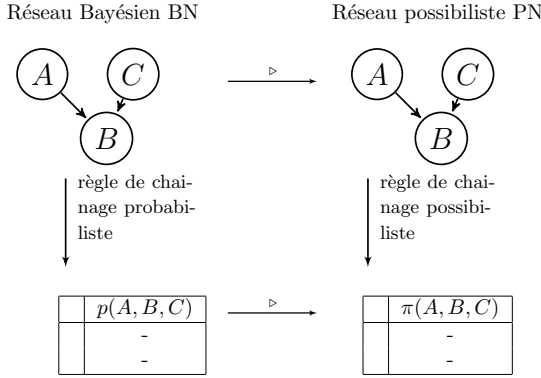 Réseau Bayésien BN
Réseau possibiliste PN
A
C
▷
A
C
B
B
règle de chai-
nage probabi-
liste
règle de chai-
nage possibi-
liste
p(A, B, C)
-
-
▷
π(A, B, C)
-
-